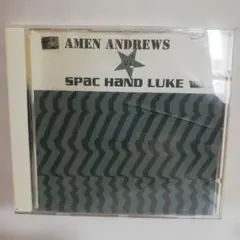 AMEN ANDREWS
SPAC HAND LUKE